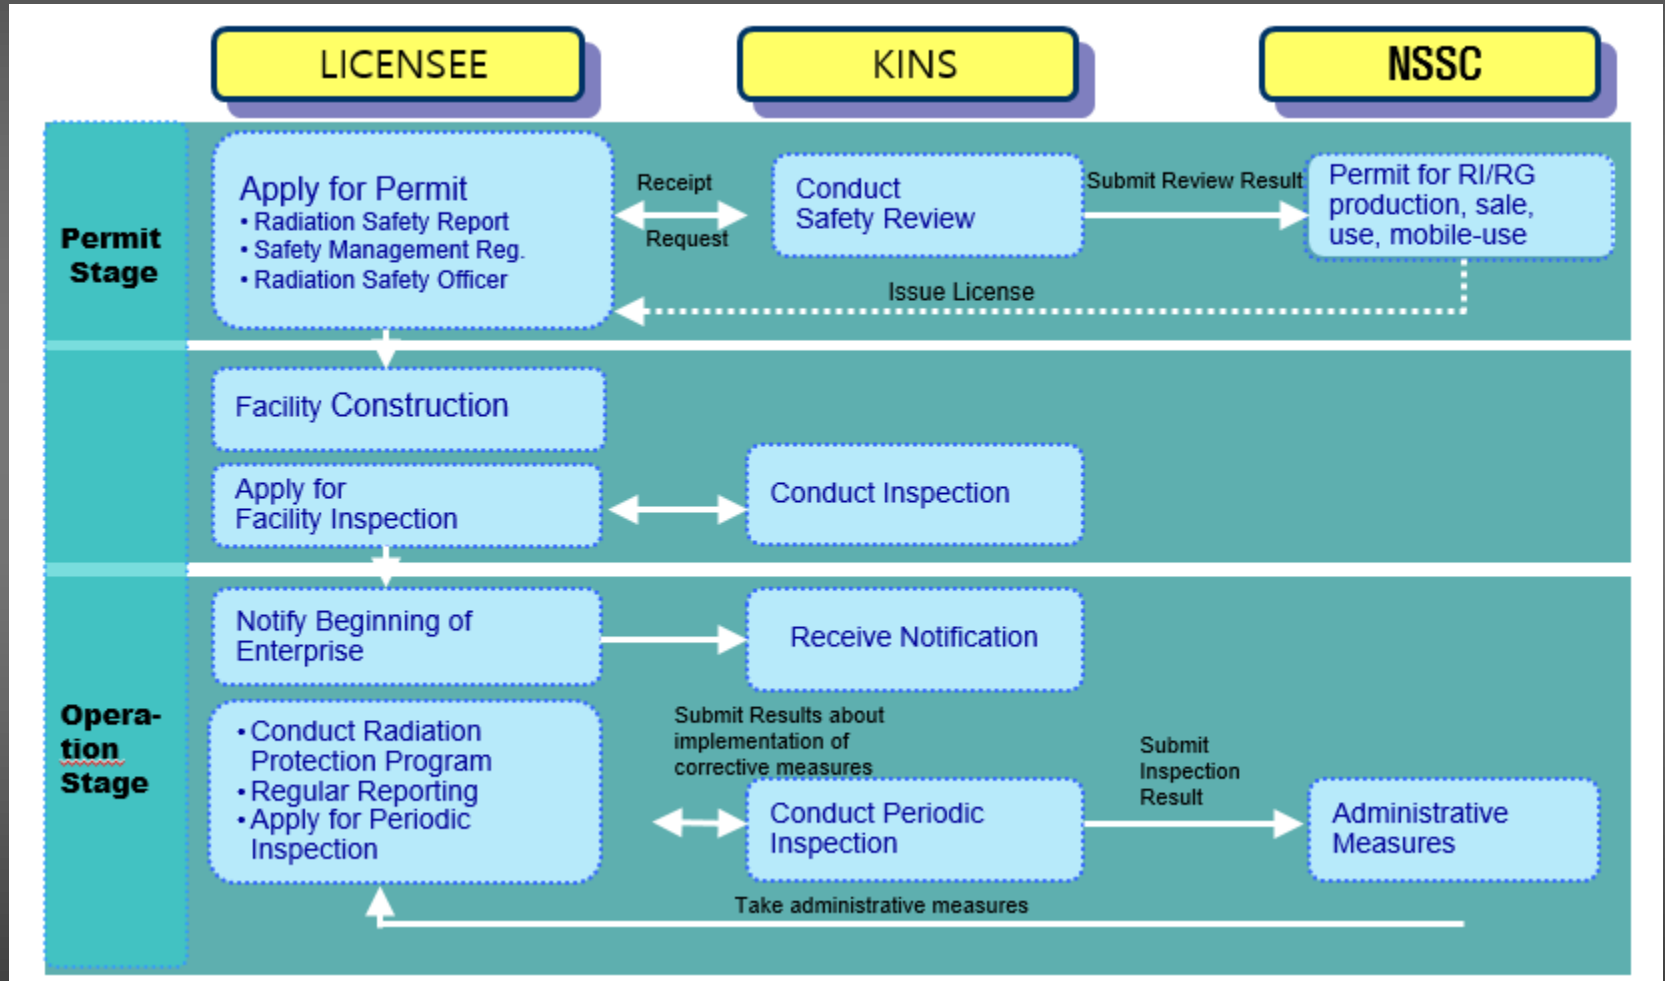 LICENSEE
KINS
NSSC
Permit
Stage
Apply for Permit
• Radiation Safety Report
• Safety Management Reg.
• Radiation Safety Officer
Receipt
Request
Conduct
Safety Review
Submit Review Result
Permit for RI/RG
production, sale,
use, mobile-use
Issue License
Facility Construction
Apply for
Facility Inspection
Conduct Inspection
Opera-
tion
Stage
Notify Beginning of
Enterprise
Receive Notification
• Conduct Radiation
Protection Program
• Regular Reporting
• Apply for Periodic
Inspection
Submit Results about
implementation of
corrective measures
Conduct Periodic
Inspection
Submit
Inspection
Result
Administrative
Measures
Take administrative measures